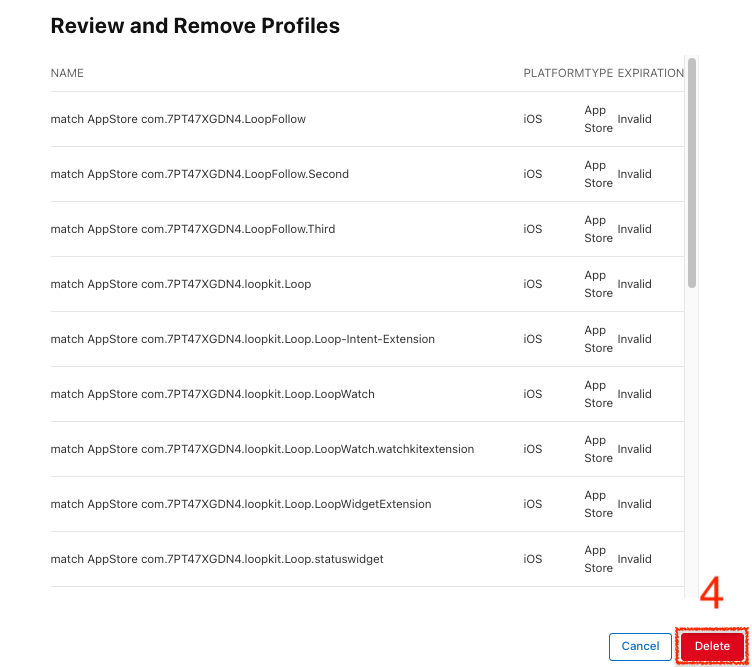 Review and Remove Profiles
NAME PLATFORM TYPE EXPIRATION
match AppStore com.7PT47XGDN4.LoopFollow iOS App Store Invalid
match AppStore com.7PT47XGDN4.LoopFollow.Second iOS App Store Invalid
match AppStore com.7PT47XGDN4.LoopFollow.Third iOS App Store Invalid
match AppStore com.7PT47XGDN4.loopkit.Loop iOS App Store Invalid
match AppStore com.7PT47XGDN4.loopkit.Loop.Loop-Intent-Extension iOS App Store Invalid
match AppStore com.7PT47XGDN4.loopkit.Loop.LoopWatch iOS App Store Invalid
match AppStore com.7PT47XGDN4.loopkit.Loop.LoopWatch.watchkitextension iOS App Store Invalid
match AppStore com.7PT47XGDN4.loopkit.Loop.LoopWidgetExtension iOS App Store Invalid
match AppStore com.7PT47XGDN4.loopkit.Loop.statuswidget iOS App Store Invalid
4
Cancel Delete